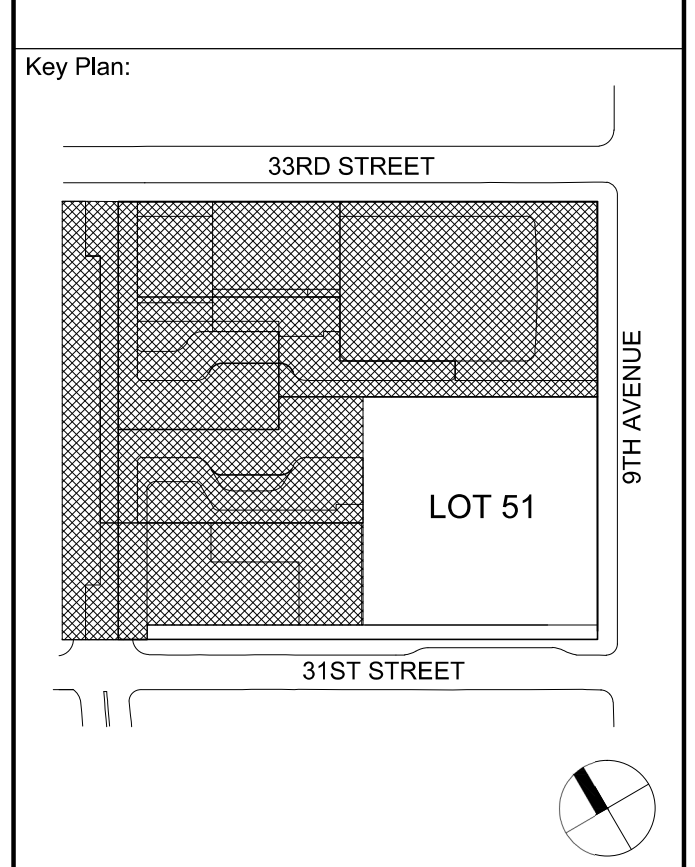 Key Plan:
33RD STREET
9TH AVENUE
LOT 51
31ST STREET